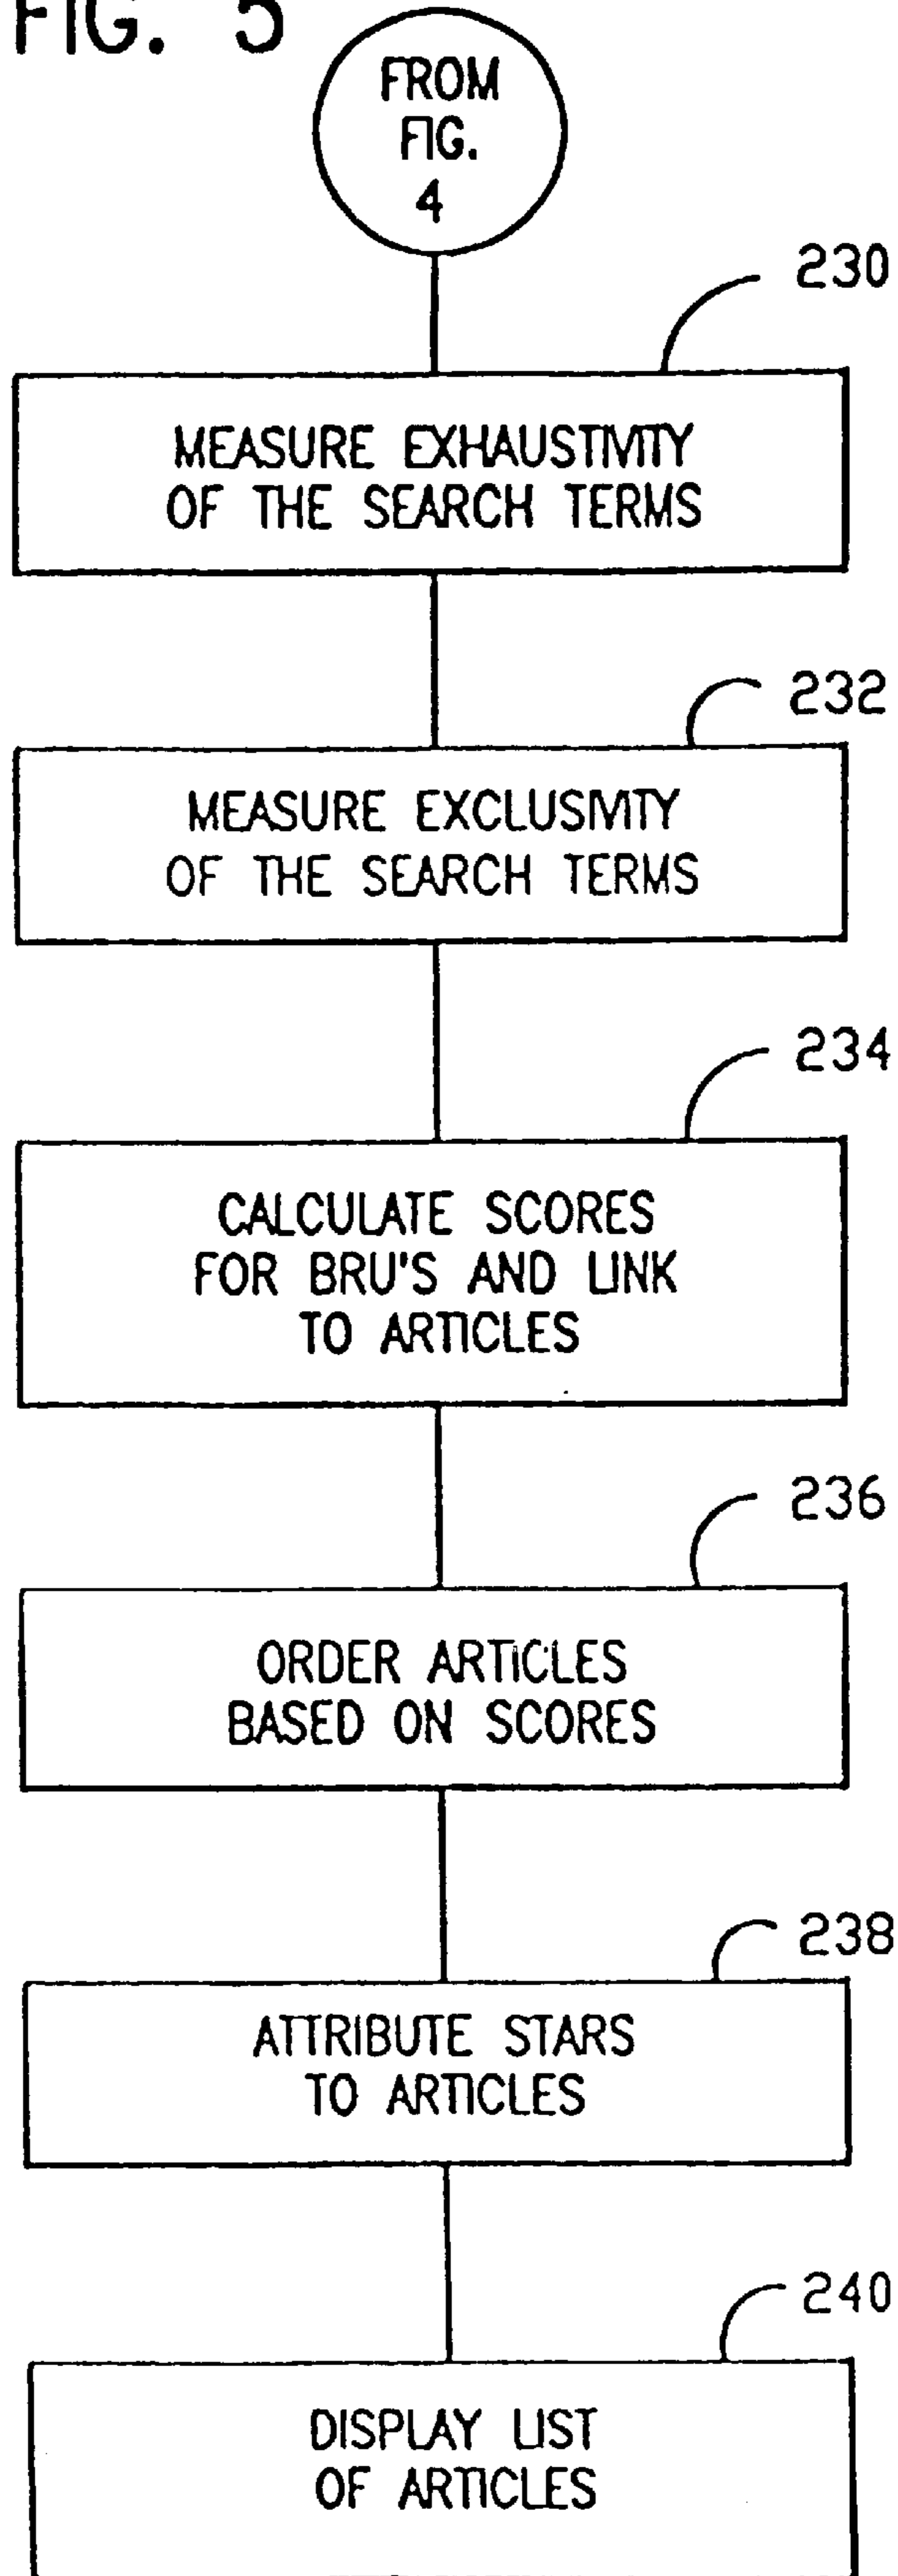 FIG. 5
FROM
FIG.
4
230
MEASURE EXHAUSTIVITY
OF THE SEARCH TERMS
232
MEASURE EXCLUSIVITY
OF THE SEARCH TERMS
234
CALCULATE SCORES
FOR BRU'S AND LINK
TO ARTICLES
236
ORDER ARTICLES
BASED ON SCORES
238
ATTRIBUTE STARS
TO ARTICLES
240
DISPLAY LIST
OF ARTICLES